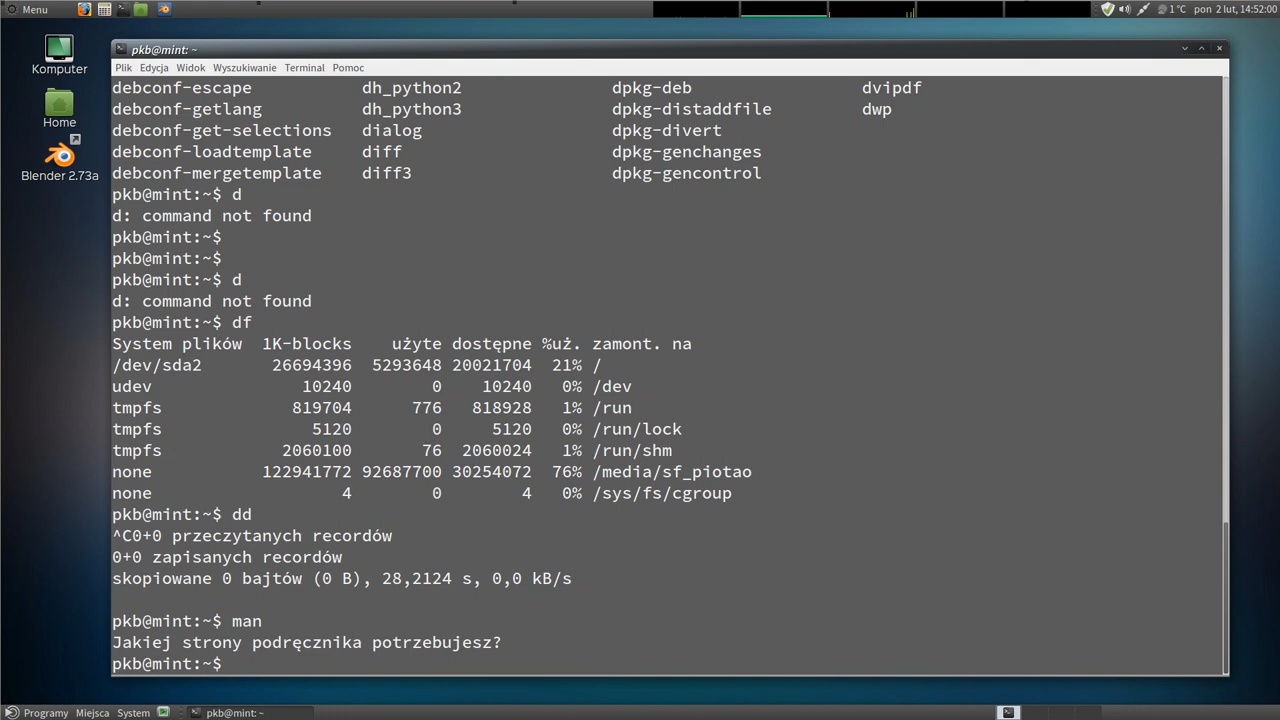 Menu
1 °C pon 2 lut, 14:52:00
Komputer
Home
Blender 2.73a
pkb@mint: ~
Plik Edycja Widok Wyszukiwanie Terminal Pomoc
debconf-escape dh_python2 dpkg-deb dvipdf
debconf-getlang dh_python3 dpkg-distaddfile dwp
debconf-get-selections dialog dpkg-divert
debconf-loadtemplate diff dpkg-genchanges
debconf-mergetemplate diff3 dpkg-gencontrol
pkb@mint:~$ d
d: command not found
pkb@mint:~$
pkb@mint:~$
pkb@mint:~$ d
d: command not found
pkb@mint:~$ df
System plików 1K-blocks użyte dostępne %uż. zamont. na
/dev/sda2 26694396 5293648 20021704 21% /
udev 10240 0 10240 0% /dev
tmpfs 819704 776 818928 1% /run
tmpfs 5120 0 5120 0% /run/lock
tmpfs 2060100 76 2060024 1% /run/shm
none 122941772 92687700 30254072 76% /media/sf_piotao
none 4 0 4 0% /sys/fs/cgroup
pkb@mint:~$ dd
^C0+0 przeczytanych recordów
0+0 zapisanych recordów
skopiowane 0 bajtów (0 B), 28,2124 s, 0,0 kB/s
pkb@mint:~$ man
Jakiej strony podręcznika potrzebujesz?
pkb@mint:~$
Programy Miejsca System pkb@mint: ~